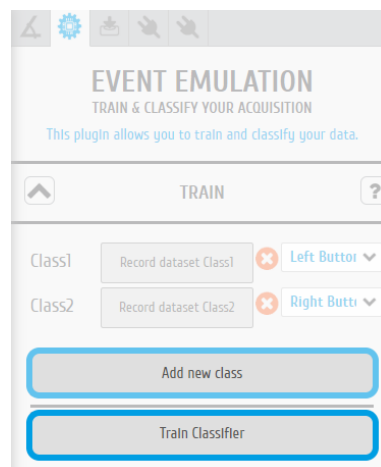 EVENT EMULATION
TRAIN & CLASSIFY YOUR ACQUISITION
This plugin allows you to train and classify your data.
TRAIN ?
Class1 Record dataset Class1 Left Buttor
Class2 Record dataset Class2 Right Butt
Add new class
Train Classifier